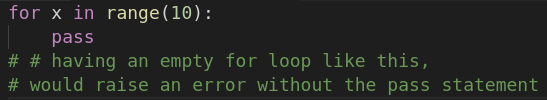 for x in range(10):
    pass
# # having an empty for loop like this,
# would raise an error without the pass statement